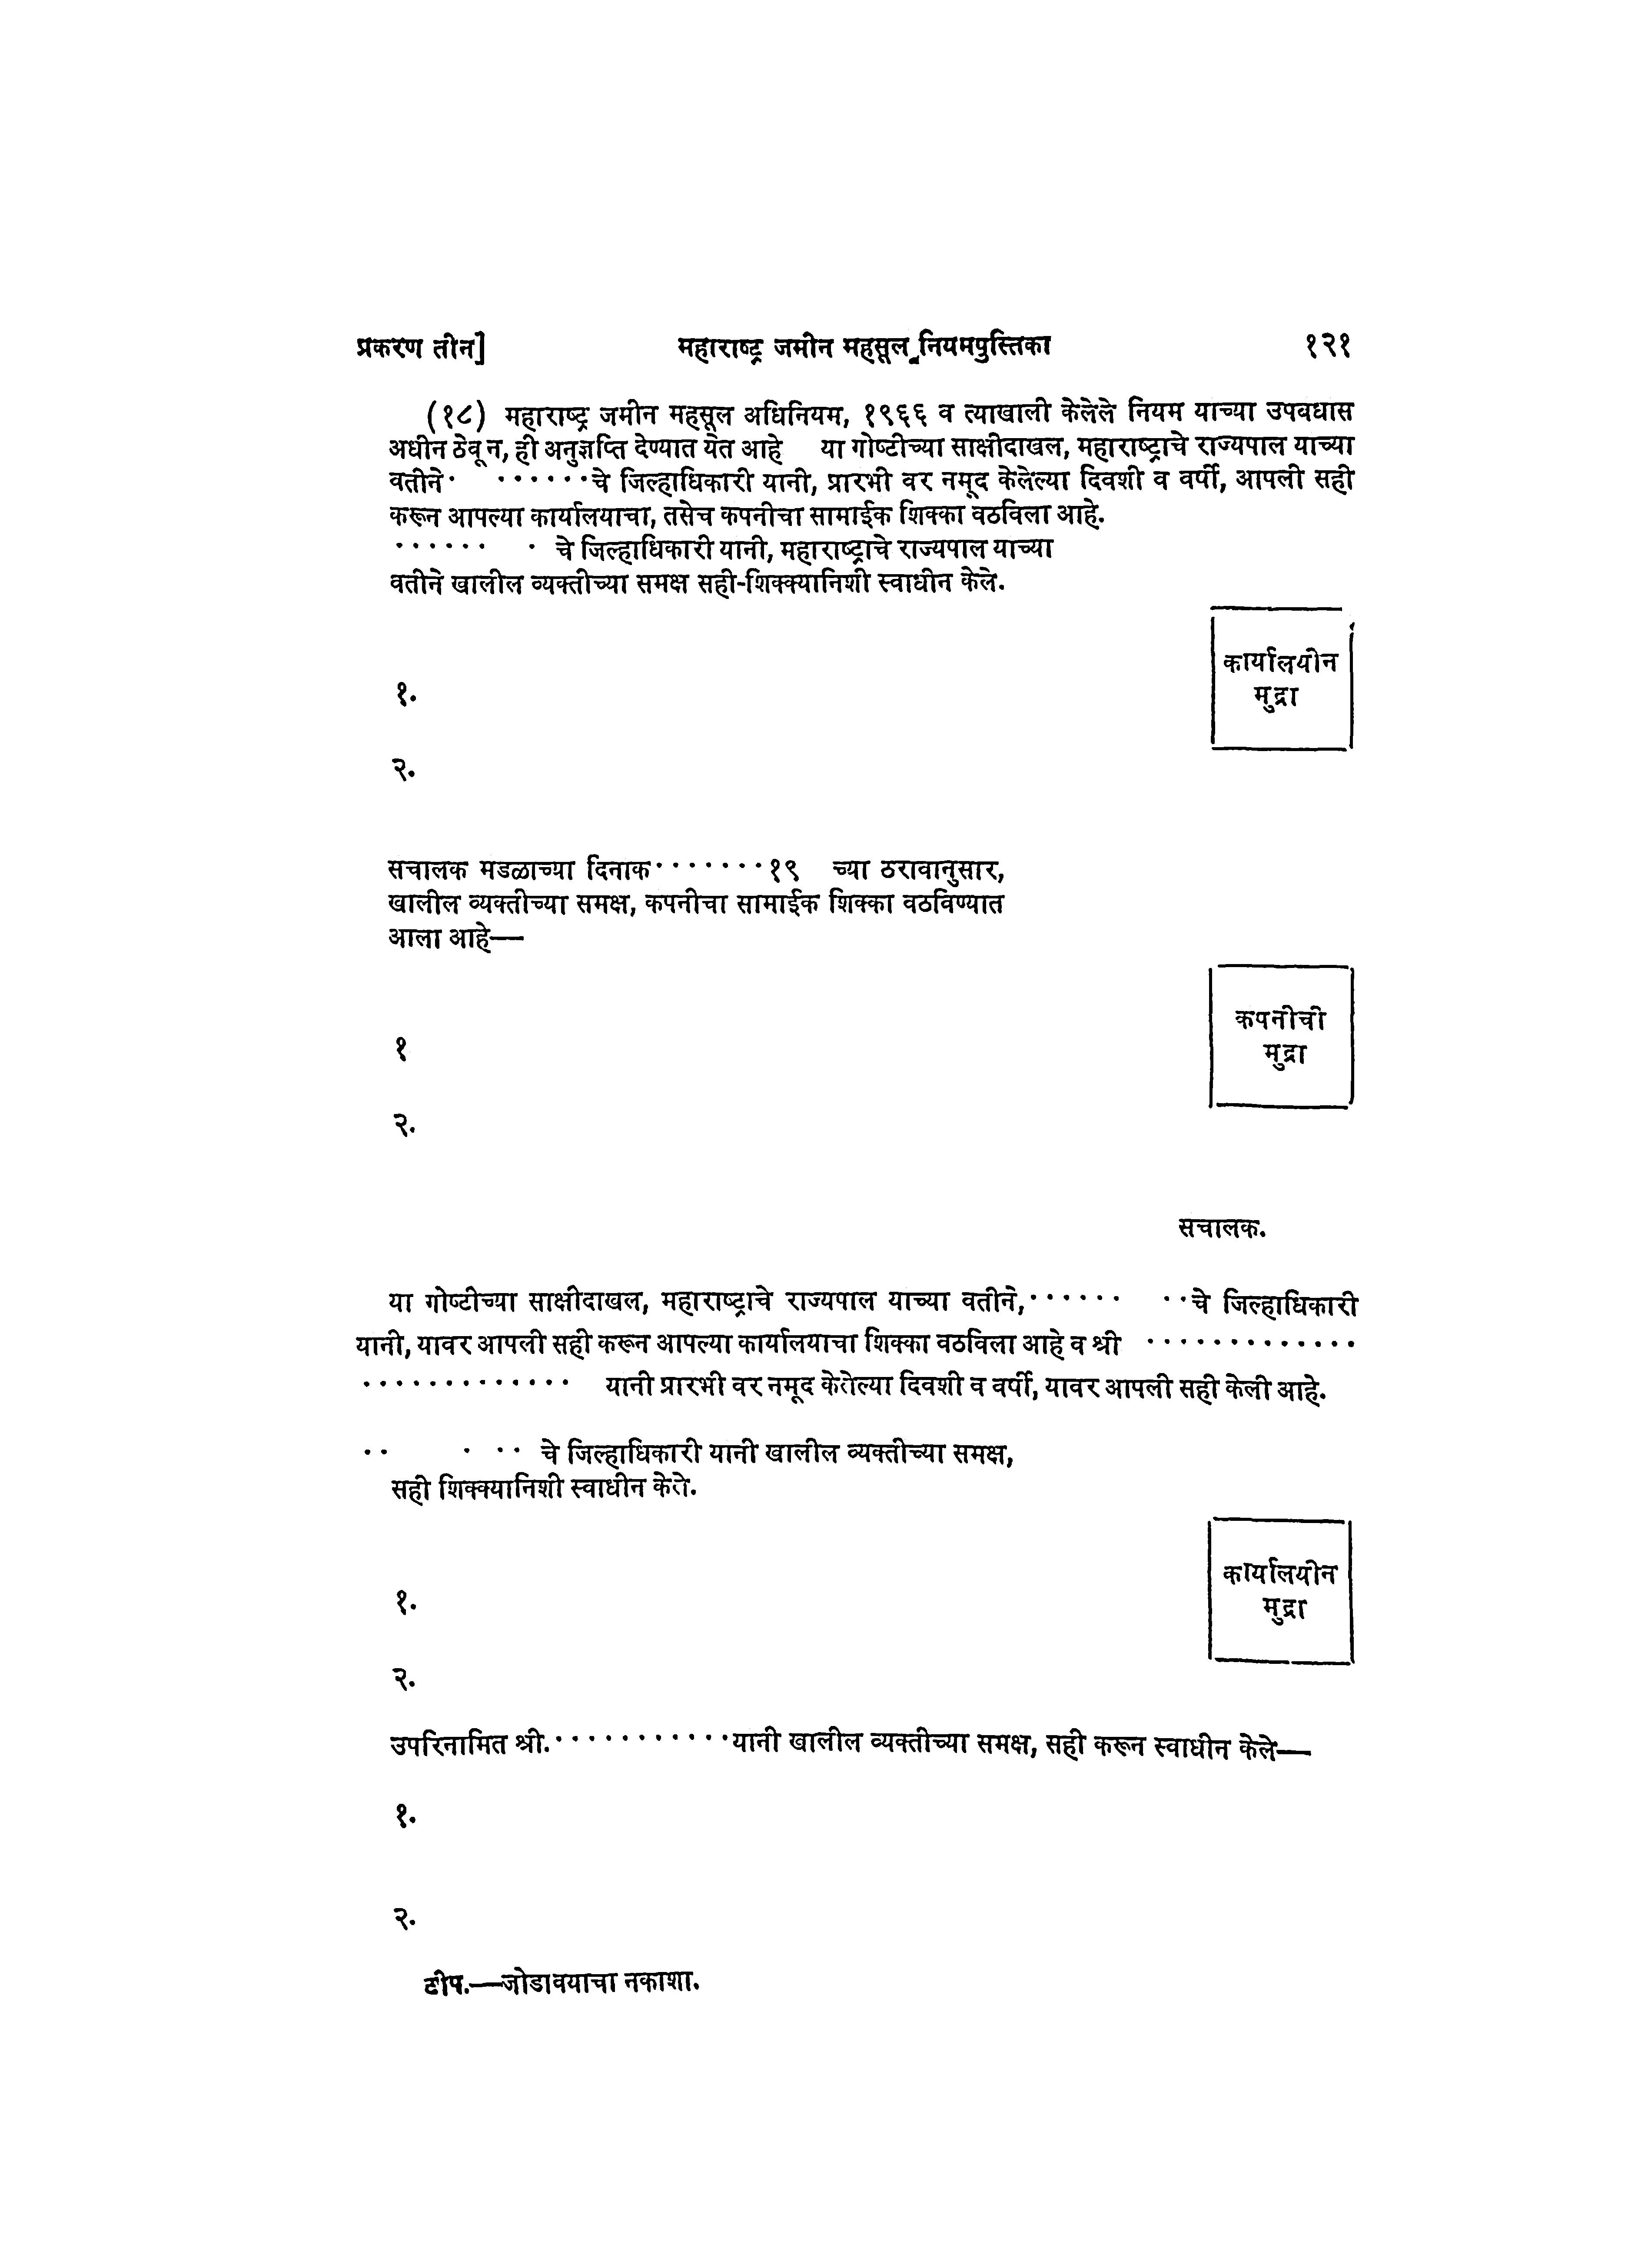 प्रकरण तीन] महाराष्ट्र जमीन महसूल नियमपुस्तिका १२१
(१८) महाराष्ट्र जमीन महसूल अधिनियम, १९६६ व त्याखाली केलेले नियम याच्या उपबधास
अधीन ठेवून, ही अनुज्ञप्ति देण्यात येत आहे या गोष्टीच्या साक्षीदाखल, महाराष्ट्राचे राज्यपाल याच्या
वतीने· ······चे जिल्हाधिकारी यानी, प्रारभी वर नमूद केलेल्या दिवशी व वर्षी, आपली सही
करून आपल्या कार्यालयाचा, तसेच कपनीचा सामाईक शिक्का वठविला आहे.
······ · चे जिल्हाधिकारी यानी, महाराष्ट्राचे राज्यपाल याच्या
वतीने खालील व्यक्तीच्या समक्ष सही-शिक्क्यानिशी स्वाधीन केले.
कार्यालयीन
मुद्रा
१.
२.
सचालक मडळाच्या दिनाक·······१९ च्या ठरावानुसार,
खालील व्यक्तीच्या समक्ष, कपनीचा सामाईक शिक्का वठविण्यात
आला आहे—
कपनीची
मुद्रा
१
२.
सचालक.
या गोष्टीच्या साक्षीदाखल, महाराष्ट्राचे राज्यपाल याच्या वतीने,······ ··चे जिल्हाधिकारी
यानी, यावर आपली सही करून आपल्या कार्यालयाचा शिक्का वठविला आहे व श्री ·············
············· यानी प्रारभी वर नमूद केतेल्या दिवशी व वर्षी, यावर आपली सही केली आहे.
·· · ·· चे जिल्हाधिकारी यानी खालील व्यक्तीच्या समक्ष,
सही शिक्क्यानिशी स्वाधीन केते.
कार्यालयीन
मुद्रा
१.
२.
उपरिनामित श्री.···········यानी खालील व्यक्तीच्या समक्ष, सही करून स्वाधीन केले—
१.
२.
टीप.—जोडावयाचा नकाशा.